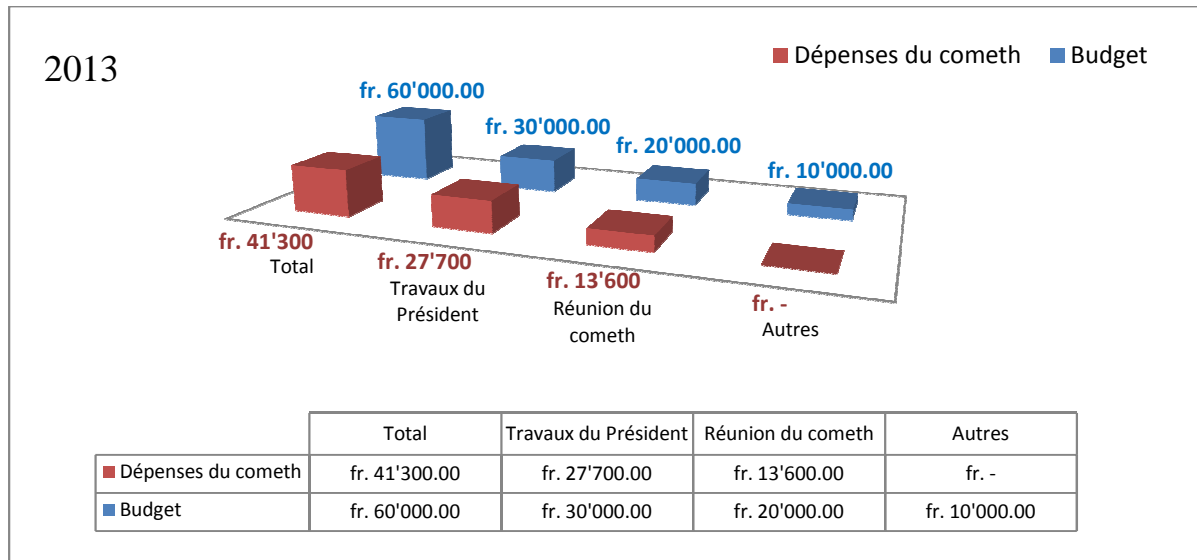 2013
Dépenses du cometh Budget
fr. 60'000.00
fr. 30'000.00
fr. 20'000.00
fr. 10'000.00
fr. 41'300
Total
fr. 27'700
Travaux du
Président
fr. 13'600
Réunion du
cometh
fr. -
Autres
Total Travaux du Président Réunion du cometh Autres
Dépenses du cometh fr. 41'300.00 fr. 27'700.00 fr. 13'600.00 fr. -
Budget fr. 60'000.00 fr. 30'000.00 fr. 20'000.00 fr. 10'000.00